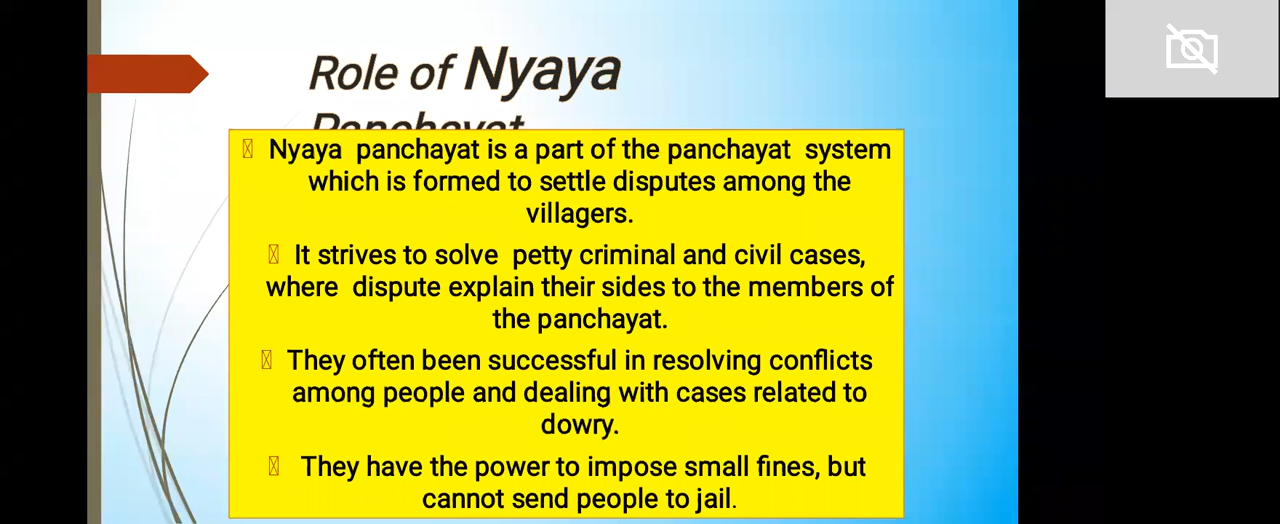 Role of Nyaya
Panchayat
Nyaya panchayat is a part of the panchayat system
which is formed to settle disputes among the
villagers.
It strives to solve petty criminal and civil cases,
where dispute explain their sides to the members of
the panchayat.
They often been successful in resolving conflicts
among people and dealing with cases related to
dowry.
They have the power to impose small fines, but
cannot send people to jail.